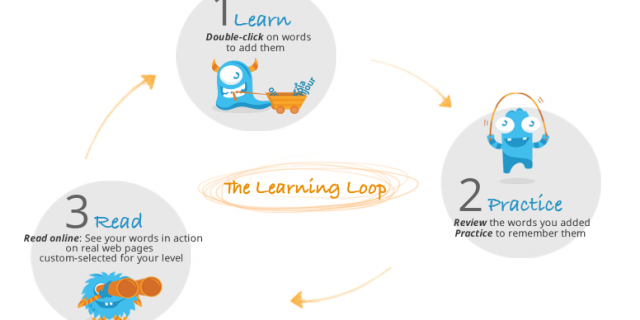 1 Learn
Double-click on words
to add them
Hola
The Learning Loop
2 Practice
Review the words you added
Practice to remember them
3 Read
Read online: See your words in action
on real web pages
custom-selected for your level